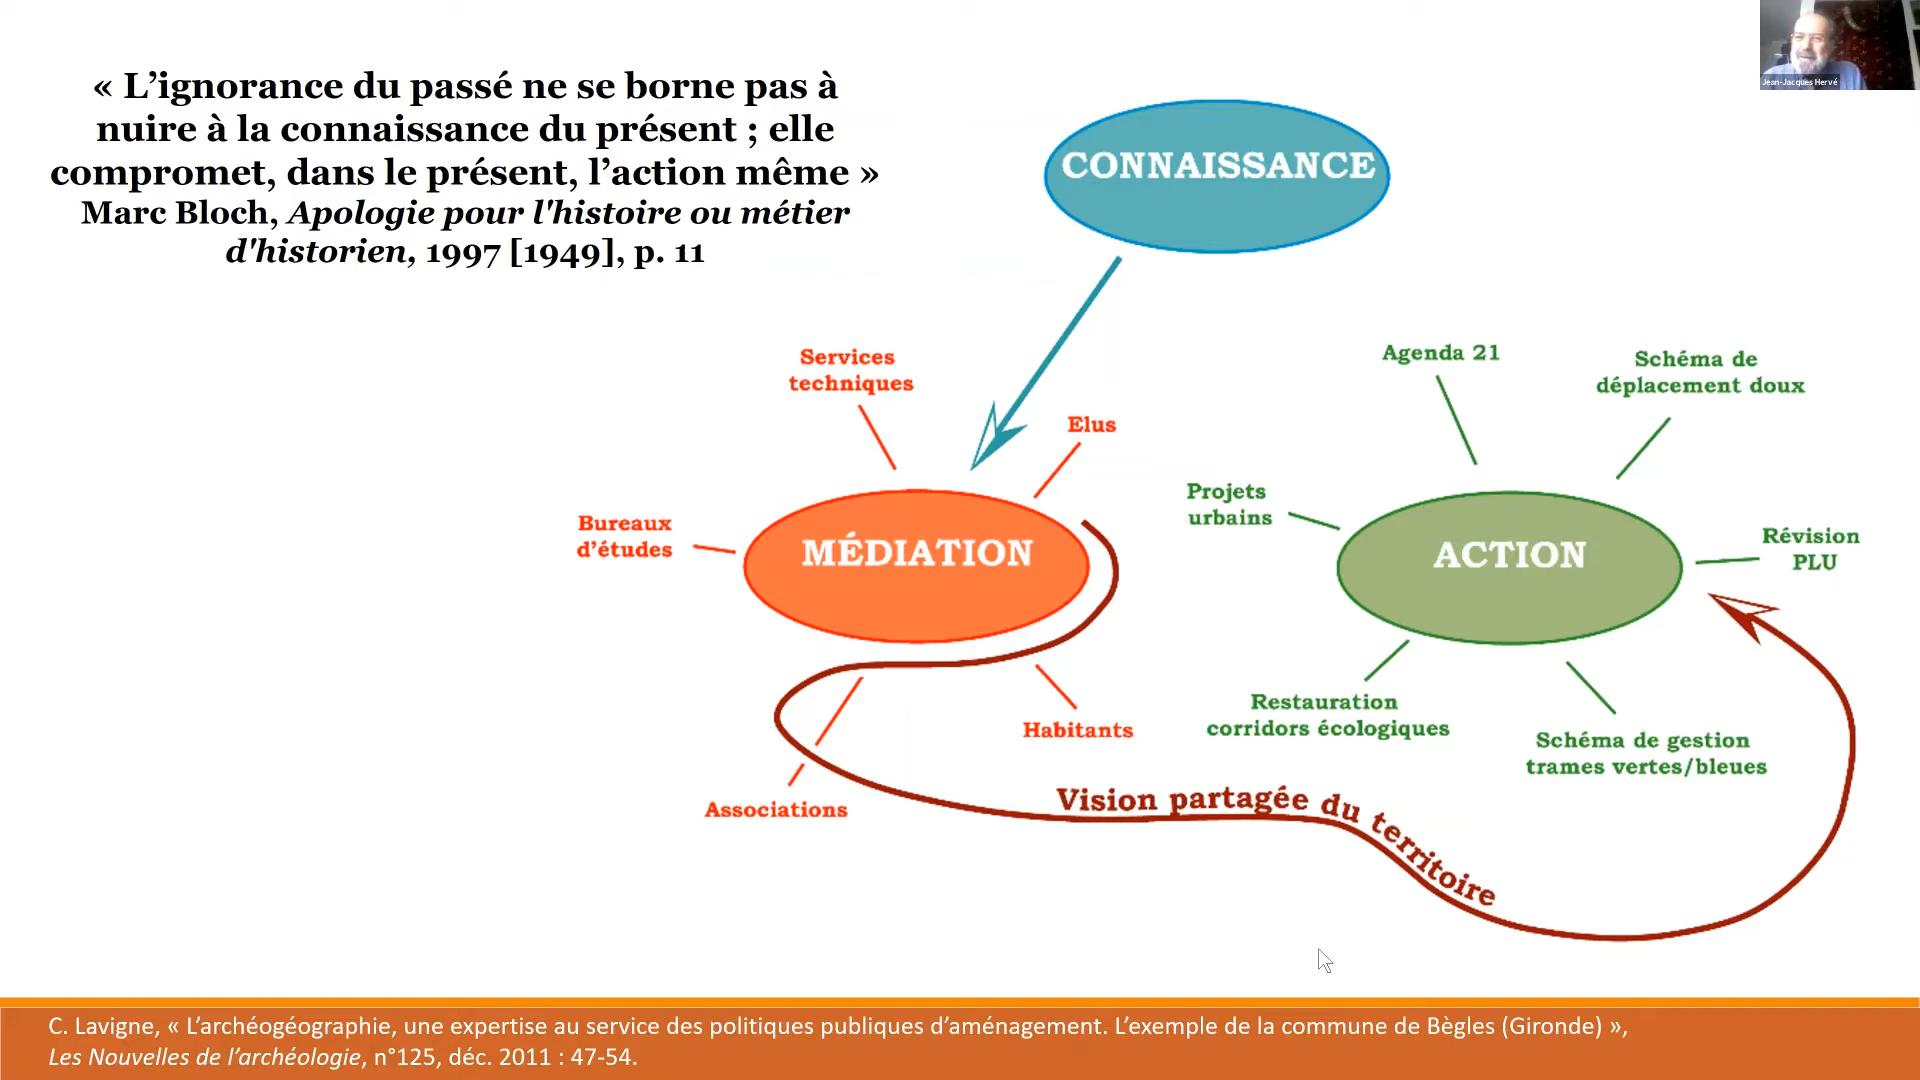 « L’ignorance du passé ne se borne pas à
nuire à la connaissance du présent ; elle
compromet, dans le présent, l’action même »
Marc Bloch, Apologie pour l'histoire ou métier
d'historien, 1997 [1949], p. 11
Jean-Jacques Hervé
CONNAISSANCE
Services
techniques
Elus
Bureaux
d’études
MÉDIATION
Habitants
Associations
Agenda 21
Schéma de
déplacement doux
Projets
urbains
ACTION
Révision
PLU
Restauration
corridors écologiques
Schéma de gestion
trames vertes/bleues
Vision partagée du territoire
C. Lavigne, « L’archéogéographie, une expertise au service des politiques publiques d’aménagement. L’exemple de la commune de Bègles (Gironde) »,
Les Nouvelles de l’archéologie, n°125, déc. 2011 : 47-54.